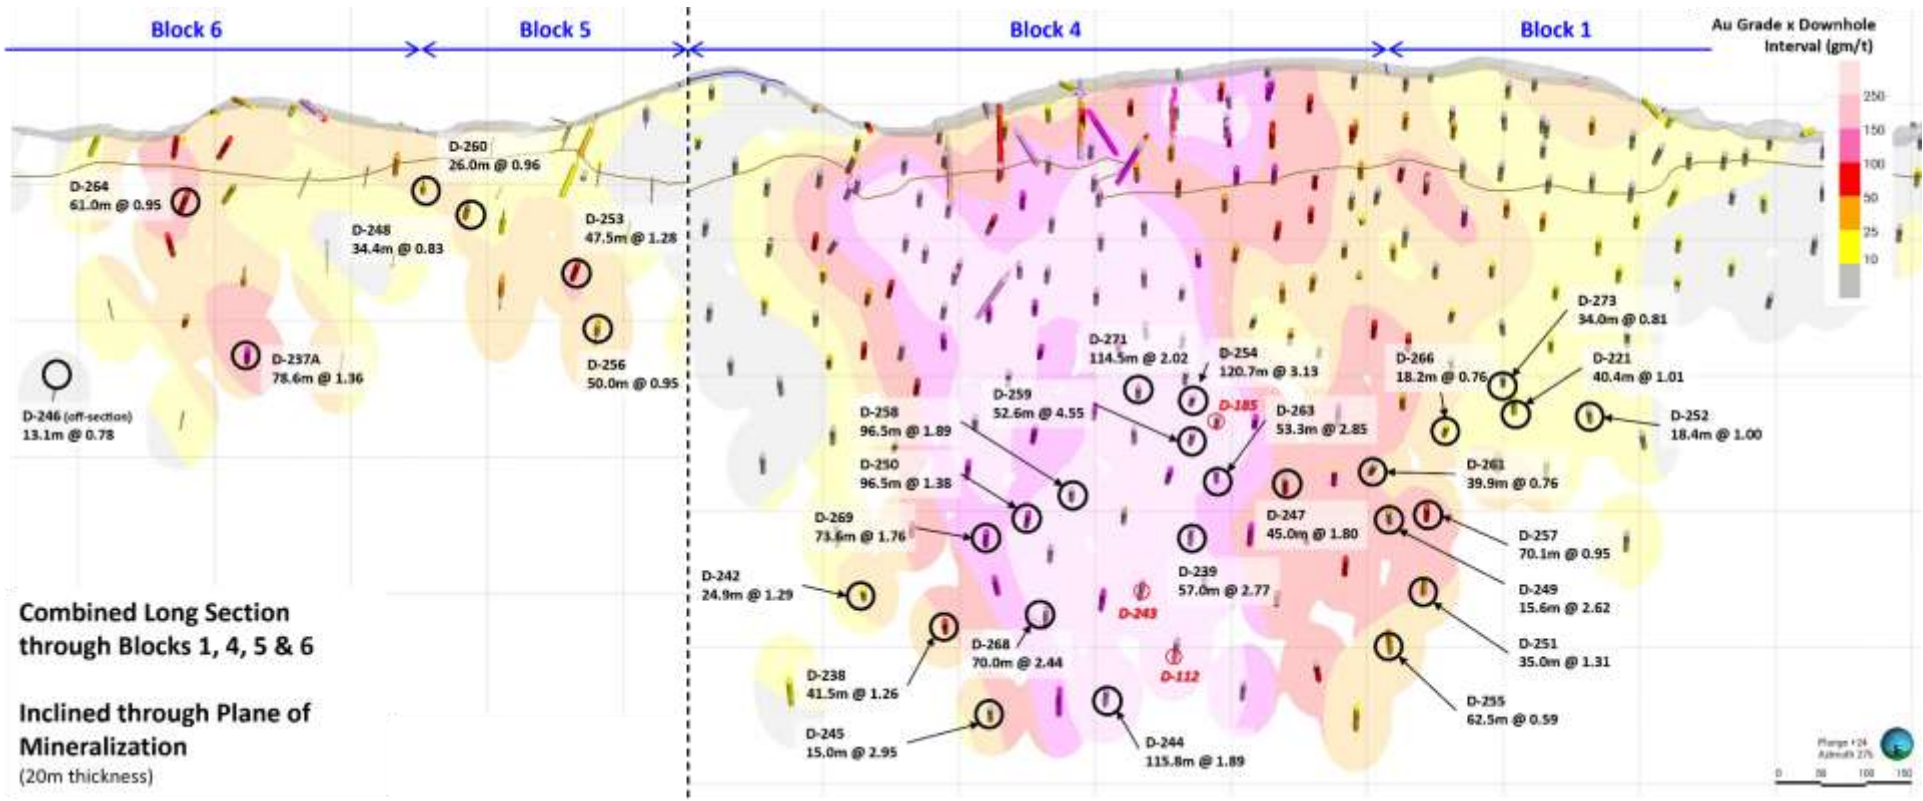 Block 6
Block 5
Block 4
Block 1
Au Grade x Downhole
Interval (gm/t)
250
150
100
50
25
10
D-260
26.0m @ 0.96
D-264
61.0m @ 0.95
D-248
34.4m @ 0.83
D-253
47.5m @ 1.28
D-237A
78.6m @ 1.36
D-256
50.0m @ 0.95
D-246 (off-section)
13.1m @ 0.78
D-271
114.5m @ 2.02
D-254
120.7m @ 3.13
D-259
52.6m @ 4.55
D-185
D-263
53.3m @ 2.85
D-258
96.5m @ 1.89
D-250
96.5m @ 1.38
D-269
73.6m @ 1.76
D-242
24.9m @ 1.29
D-238
41.5m @ 1.26
D-245
15.0m @ 2.95
D-268
70.0m @ 2.44
D-243
D-112
D-244
115.8m @ 1.89
D-239
57.0m @ 2.77
D-247
45.0m @ 1.80
D-273
34.0m @ 0.81
D-266
18.2m @ 0.76
D-221
40.4m @ 1.01
D-252
18.4m @ 1.00
D-261
39.9m @ 0.76
D-257
70.1m @ 0.95
D-249
15.6m @ 2.62
D-251
35.0m @ 1.31
D-255
62.5m @ 0.59
Combined Long Section
through Blocks 1, 4, 5 & 6
Inclined through Plane of
Mineralization
(20m thickness)
Plunge +24
Azimuth 275
0 50 100 150